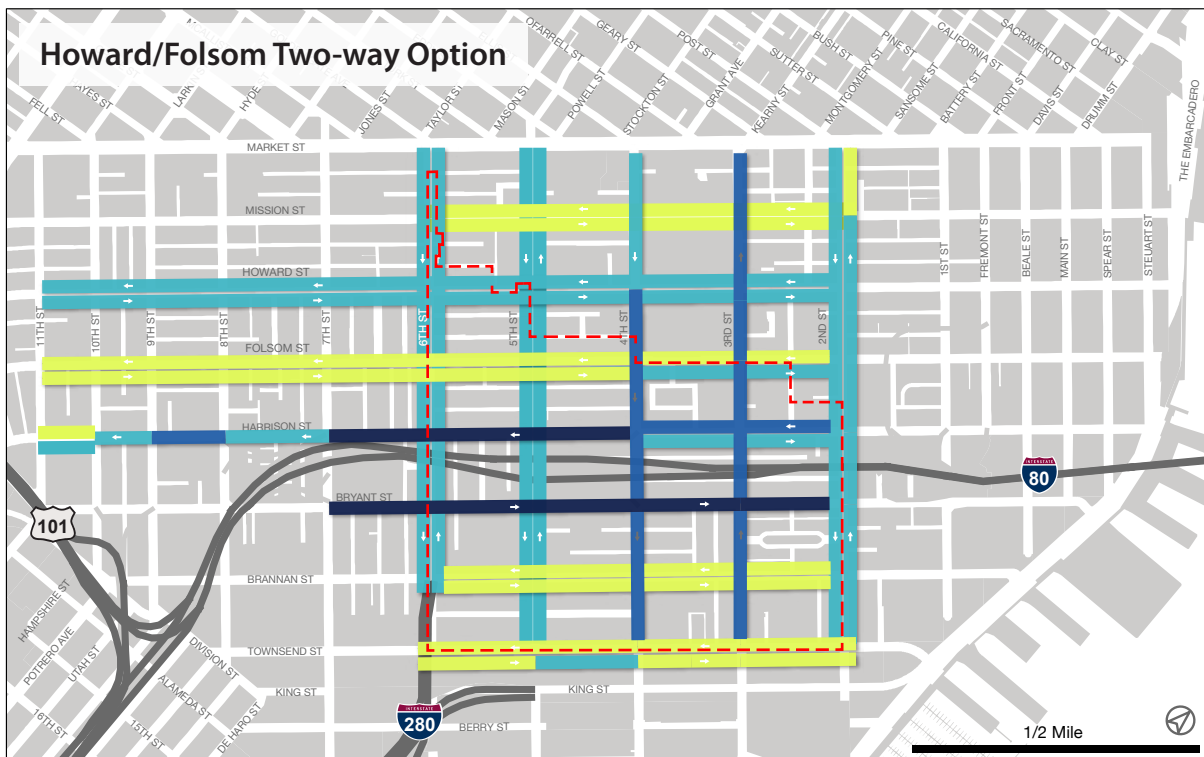 Howard/Folsom Two-way Option
OFARRELL ST
GEARY ST
POST ST
GRANT AVE
SUTTER ST
BUSH ST
PINE ST
CALIFORNIA ST
SACRAMENTO ST
CLAY ST
FELL ST
HAYES ST
LARK
HYDE
JONES ST
TAYLOR ST
MASON ST
POWELL ST
STOCKTON ST
KEARNY ST
MONTGOMERY ST
SANSOME ST
BATTERY ST
FRONT ST
DAVIS ST
DRUMM ST
THE EMBARCADERO
MARKET ST
MISSION ST
HOWARD ST
11TH ST
10TH ST
9TH ST
8TH ST
7TH ST
6TH ST
5TH ST
4TH ST
3RD ST
2ND ST
1ST ST
FREMONT ST
BEALE ST
MAIN ST
SPEAR ST
STEUART ST
FOLSOM ST
HARRISON ST
INTERSTATE
80
BRYANT ST
101
BRANNAN ST
HAMPSHIRE ST
POTRERO AVE
UTAH ST
DIVISION ST
ALAMEDA ST
DE HARO ST
16TH ST
15TH ST
TOWNSEND ST
KING ST
KING ST
INTERSTATE
280
BERRY ST
1/2 Mile